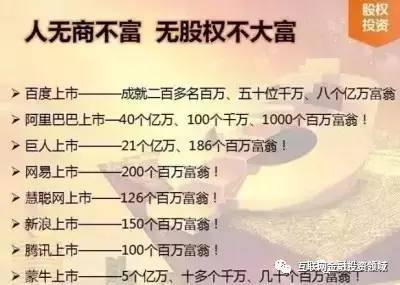 股权
投资
人无商不富 无股权不大富
➢ 百度上市———成就二百多名百万、五十位千万、八个亿万富翁
➢ 阿里巴巴上市—40个亿万、100个千万、1000个百万富翁!
➢ 巨人上市———21个亿万、186个百万富翁!
➢ 网易上市———200个百万富翁!
➢ 慧聪网上市——126个百万富翁!
➢ 新浪上市———150个百万富翁!
➢ 腾讯上市———100个百万富翁!
➢ 蒙牛上市———5个亿万、十多个千万、几十个百万富翁!
互联网金融投资领域